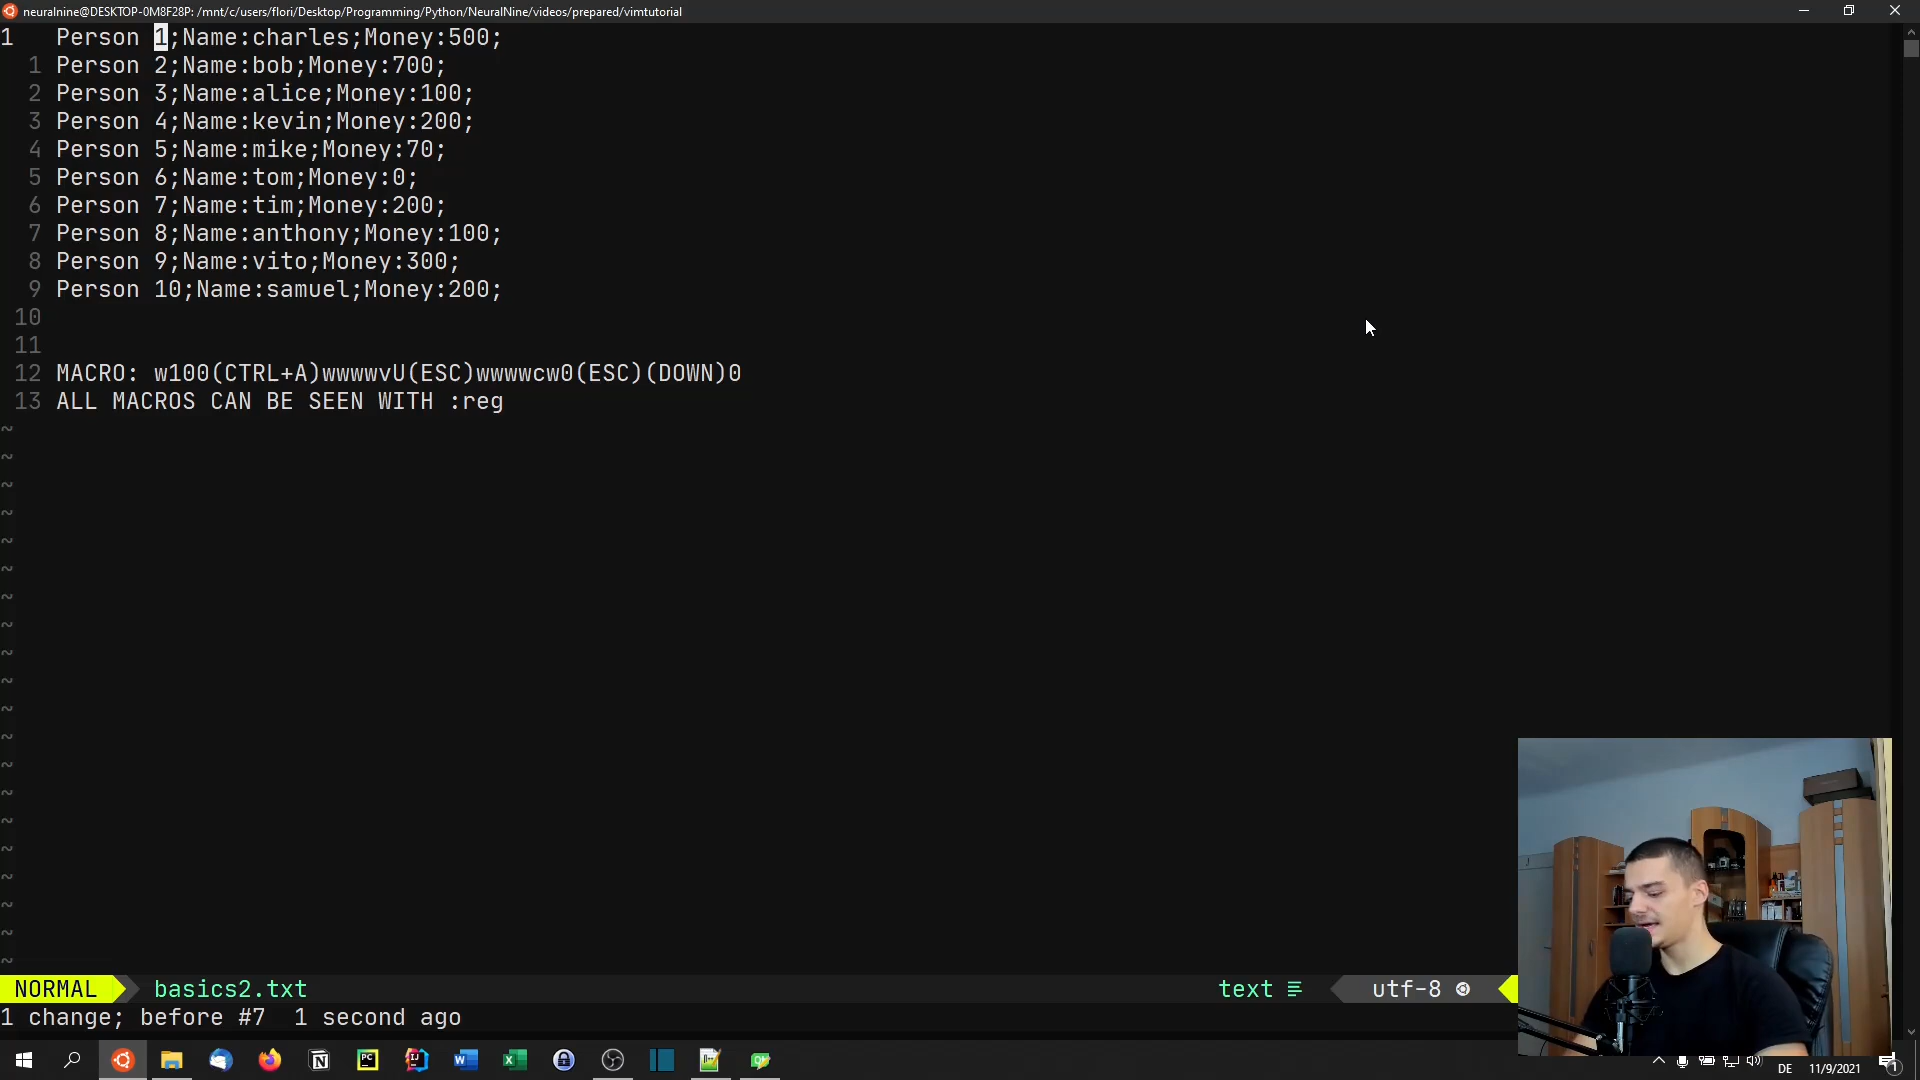 neuralnine@DESKTOP-0M8F28P: /mnt/c/users/flori/Desktop/Programming/Python/NeuralNine/videos/prepared/vimtutorial
1 Person 1;Name:charles;Money:500;
1 Person 2;Name:bob;Money:700;
2 Person 3;Name:alice;Money:100;
3 Person 4;Name:kevin;Money:200;
4 Person 5;Name:mike;Money:70;
5 Person 6;Name:tom;Money:0;
6 Person 7;Name:tim;Money:200;
7 Person 8;Name:anthony;Money:100;
8 Person 9;Name:vito;Money:300;
9 Person 10;Name:samuel;Money:200;
10
11
12 MACRO: w100(CTRL+A)wwwwvU(ESC)wwwwcw0(ESC)(DOWN)0
13 ALL MACROS CAN BE SEEN WITH :reg
NORMAL basics2.txt text utf-8
1 change; before #7 1 second ago
DE 11/9/2021